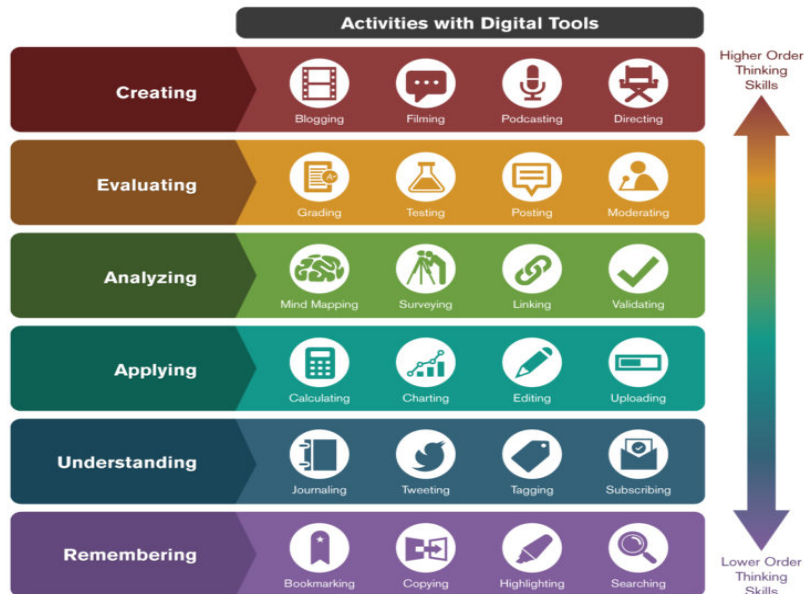 Activities with Digital Tools
Higher Order
Thinking
Skills
Creating
Blogging
Filming
Podcasting
Directing
Evaluating
A+
Grading
Testing
Posting
Moderating
Analyzing
Mind Mapping
Surveying
Linking
Validating
Applying
Calculating
Charting
Editing
Uploading
Understanding
Journaling
Tweeting
Tagging
Subscribing
Remembering
Bookmarking
Copying
Highlighting
Searching
Lower Order
Thinking
Skills